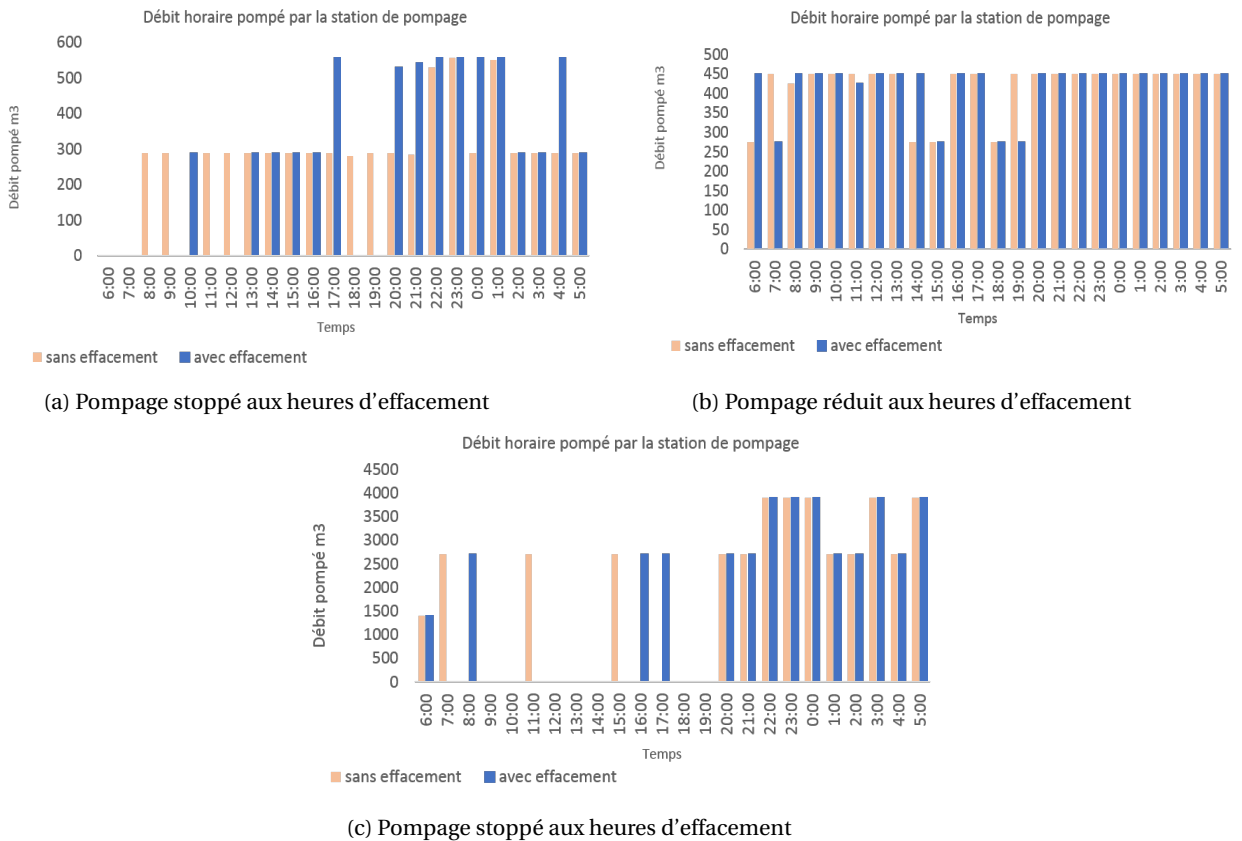 Débit horaire pompé par la station de pompage
Débit pompé m3
600
500
400
300
200
100
0
6:00 7:00 8:00 9:00 10:00 11:00 12:00 13:00 14:00 15:00 16:00 17:00 18:00 19:00 20:00 21:00 22:00 23:00 0:00 1:00 2:00 3:00 4:00 5:00
Temps
sans effacement avec effacement
(a) Pompage stoppé aux heures d'effacement
Débit horaire pompé par la station de pompage
Débit pompé m3
500
450
400
350
300
250
200
150
100
50
0
6:00 7:00 8:00 9:00 10:00 11:00 12:00 13:00 14:00 15:00 16:00 17:00 18:00 19:00 20:00 21:00 22:00 23:00 0:00 1:00 2:00 3:00 4:00 5:00
Temps
sans effacement avec effacement
(b) Pompage réduit aux heures d'effacement
Débit horaire pompé par la station de pompage
Débit pompé m3
4500
4000
3500
3000
2500
2000
1500
1000
500
0
6:00 7:00 8:00 9:00 10:00 11:00 12:00 13:00 14:00 15:00 16:00 17:00 18:00 19:00 20:00 21:00 22:00 23:00 0:00 1:00 2:00 3:00 4:00 5:00
Temps
sans effacement avec effacement
(c) Pompage stoppé aux heures d'effacement